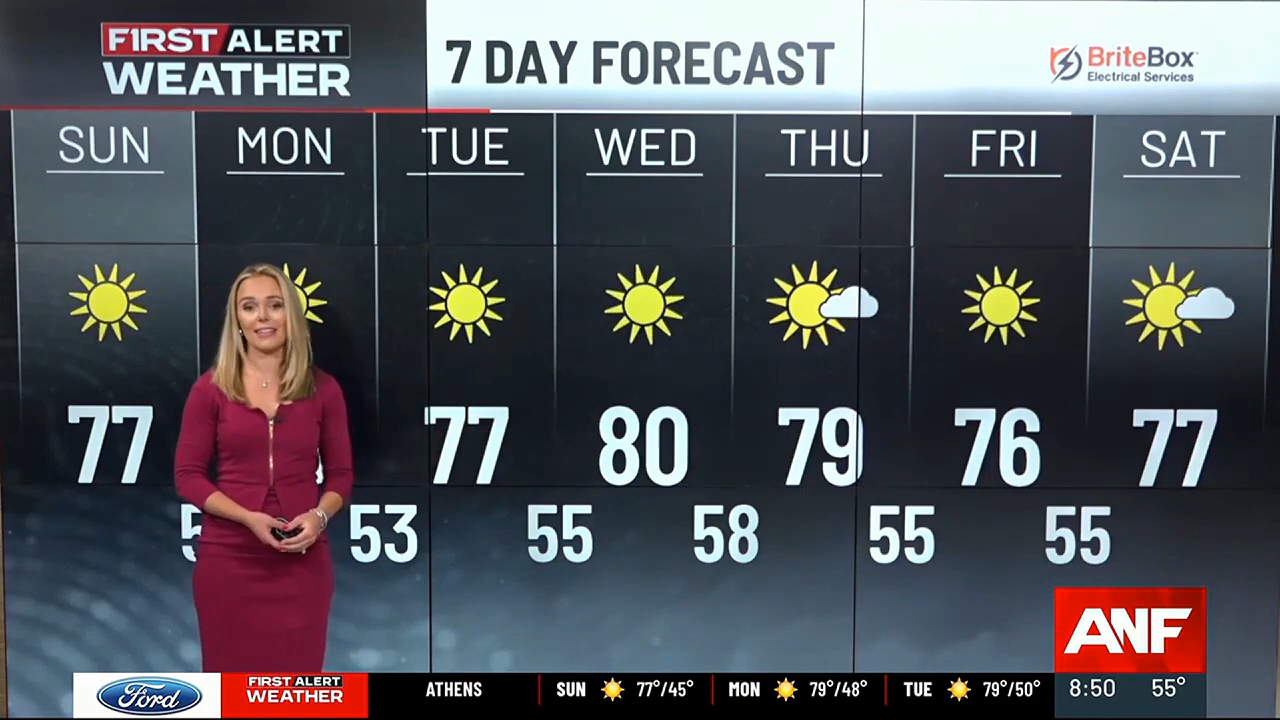 FIRST ALERT
WEATHER
7 DAY FORECAST
BriteBox
Electrical Services
SUN MON TUE WED THU FRI SAT
77 77 80 79 76 77
53 55 58 55 55
ANF
Ford
FIRST ALERT
WEATHER
ATHENS SUN 77°/45° MON 79°/48° TUE 79°/50°
8:50 55°